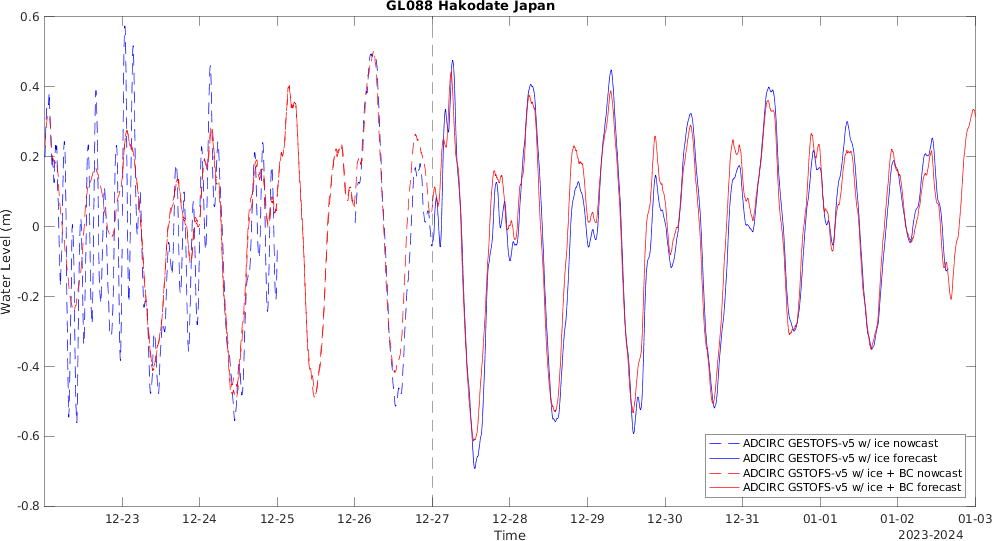 GL088 Hakodate Japan
0.6
0.4
0.2
0
-0.2
-0.4
-0.6
-0.8
Water Level (m)
ADCIRC GESTOFS-v5 w/ ice nowcast
ADCIRC GESTOFS-v5 w/ ice forecast
ADCIRC GSTOFS-v5 w/ ice + BC nowcast
ADCIRC GSTOFS-v5 w/ ice + BC forecast
12-23 12-24 12-25 12-26 12-27 12-28 12-29 12-30 12-31 01-01 01-02 01-03
Time
2023-2024